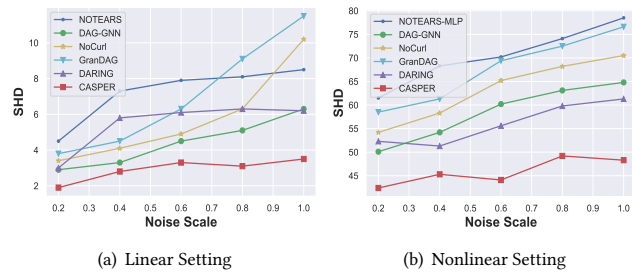 NOTEARS
DAG-GNN
NoCurl
GranDAG
DARING
CASPER
SHD
10
8
6
4
2
0.2 0.3 0.4 0.5 0.6 0.7 0.8 0.9 1.0
Noise Scale
(a) Linear Setting
NOTEARS-MLP
DAG-GNN
NoCurl
GranDAG
DARING
CASPER
SHD
80
75
70
65
60
55
50
45
0.2 0.3 0.4 0.5 0.6 0.7 0.8 0.9 1.0
Noise Scale
(b) Nonlinear Setting